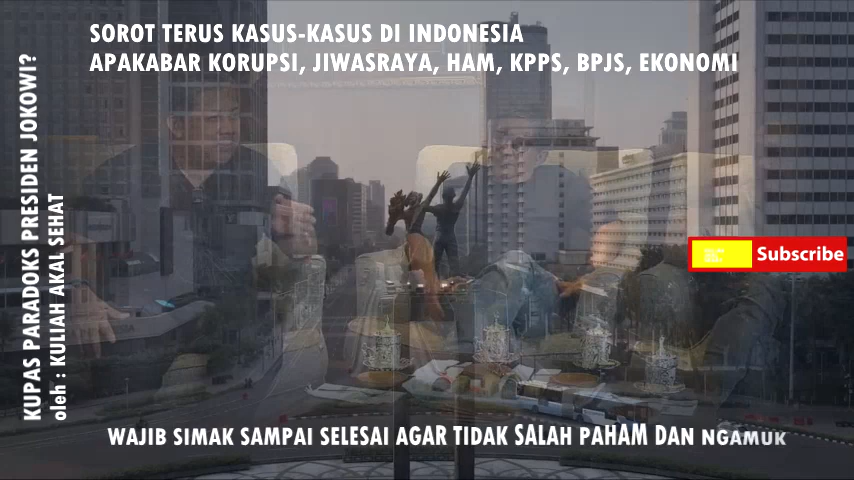 SOROT TERUS KASUS-KASUS DI INDONESIA
APAKABAR KORUPSI, JIWASRAYA, HAM, KPPS, BPJS, EKONOMI
KUPAS PARADOKS PRESIDEN JOKOWI?
oleh : KULIAH AKAL SEHAT
Subscribe
WAJIB SIMAK SAMPAI SELESAI AGAR TIDAK SALAH PAHAM DAN NGAMUK